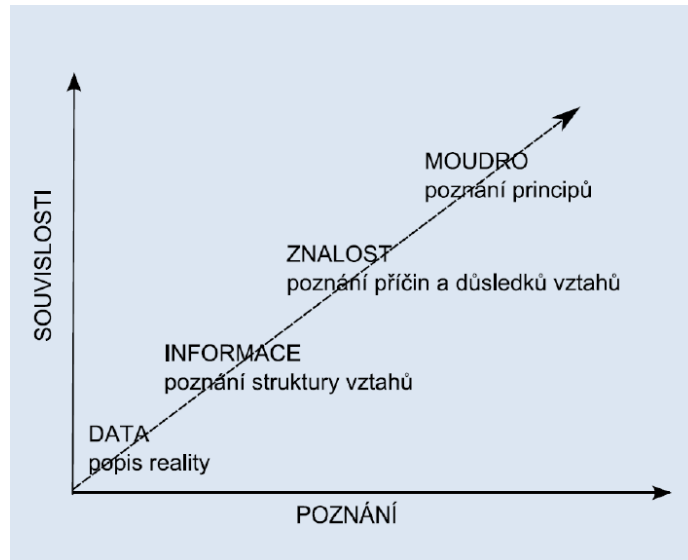 MOUDRO
poznání principů
ZNALOST
poznání příčin a důsledků vztahů
INFORMACE
poznání struktury vztahů
DATA
popis reality
SOUVISLOSTI
POZNÁNÍ